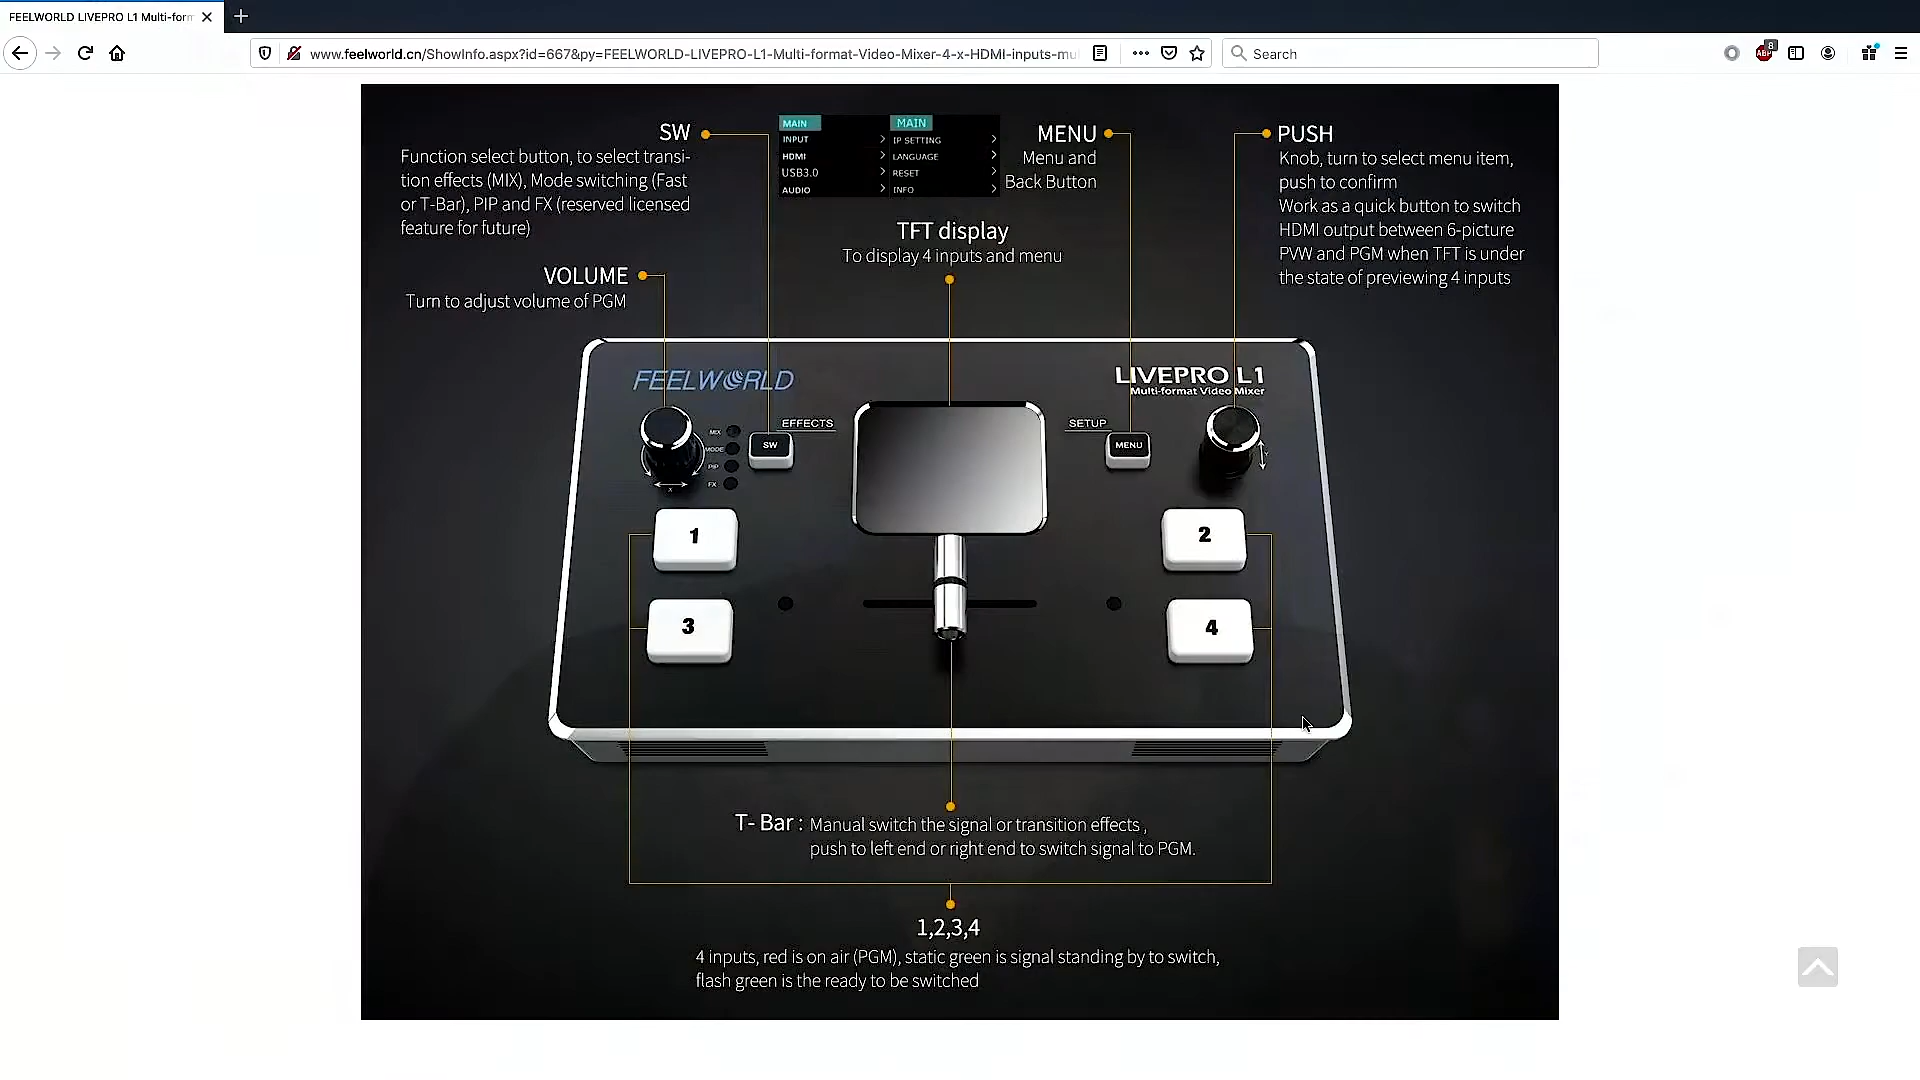 FEELWORLD LIVEPRO L1 Multi-form
www.feelworld.cn/ShowInfo.aspx?id=667&py=FEELWORLD-LIVEPRO-L1-Multi-format-Video-Mixer-4-x-HDMI-inputs-mu
Search
ABP
8
SW
Function select button, to select transi-
tion effects (MIX), Mode switching (Fast
or T-Bar), PIP and FX (reserved licensed
feature for future)
VOLUME
Turn to adjust volume of PGM
MAIN
INPUT
HDMI
USB3.0
AUDIO
MAIN
IP SETTING
LANGUAGE
RESET
INFO
TFT display
To display 4 inputs and menu
MENU
Menu and
Back Button
PUSH
Knob, turn to select menu item,
push to confirm
Work as a quick button to switch
HDMI output between 6-picture
PVW and PGM when TFT is under
the state of previewing 4 inputs
FEELWORLD
LIVEPRO L1
Multi-format Video Mixer
EFFECTS
SETUP
MIX
MODE
PIP
FX
SW
MENU
X
Y
1
2
3
4
T- Bar : Manual switch the signal or transition effects ,
push to left end or right end to switch signal to PGM.
1,2,3,4
4 inputs, red is on air (PGM), static green is signal standing by to switch,
flash green is the ready to be switched